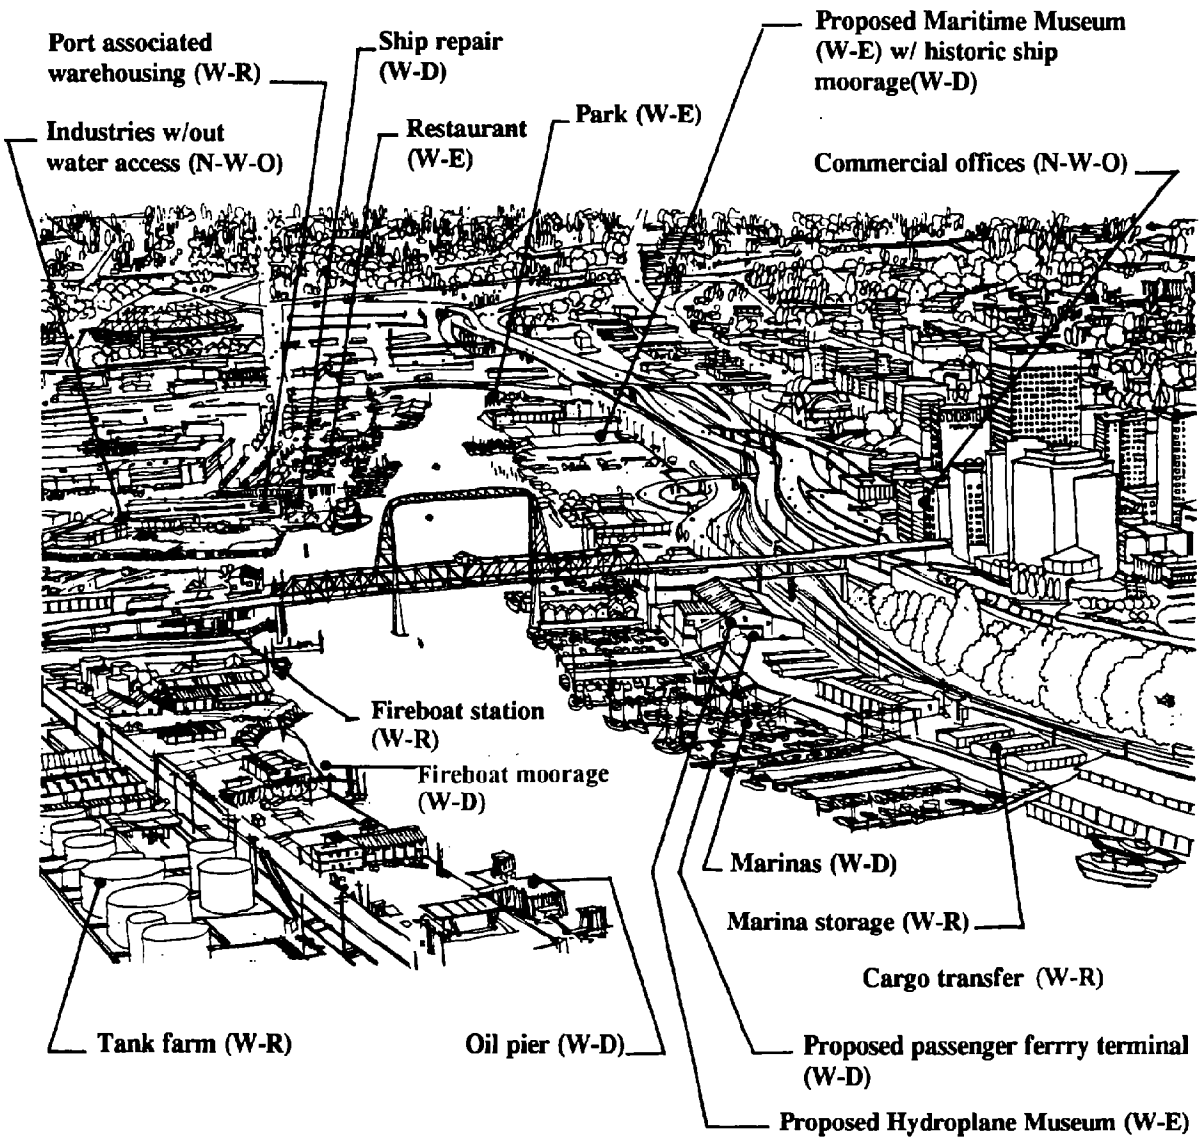 Port associated
warehousing (W-R)
Ship repair
(W-D)
Proposed Maritime Museum
(W-E) w/ historic ship
moorage(W-D)
Industries w/out
water access (N-W-O)
Restaurant
(W-E)
Park (W-E)
Commercial offices (N-W-O)
Fireboat station
(W-R)
Fireboat moorage
(W-D)
Marinas (W-D)
Marina storage (W-R)
Cargo transfer (W-R)
Tank farm (W-R)
Oil pier (W-D)
Proposed passenger ferrry terminal
(W-D)
Proposed Hydroplane Museum (W-E)